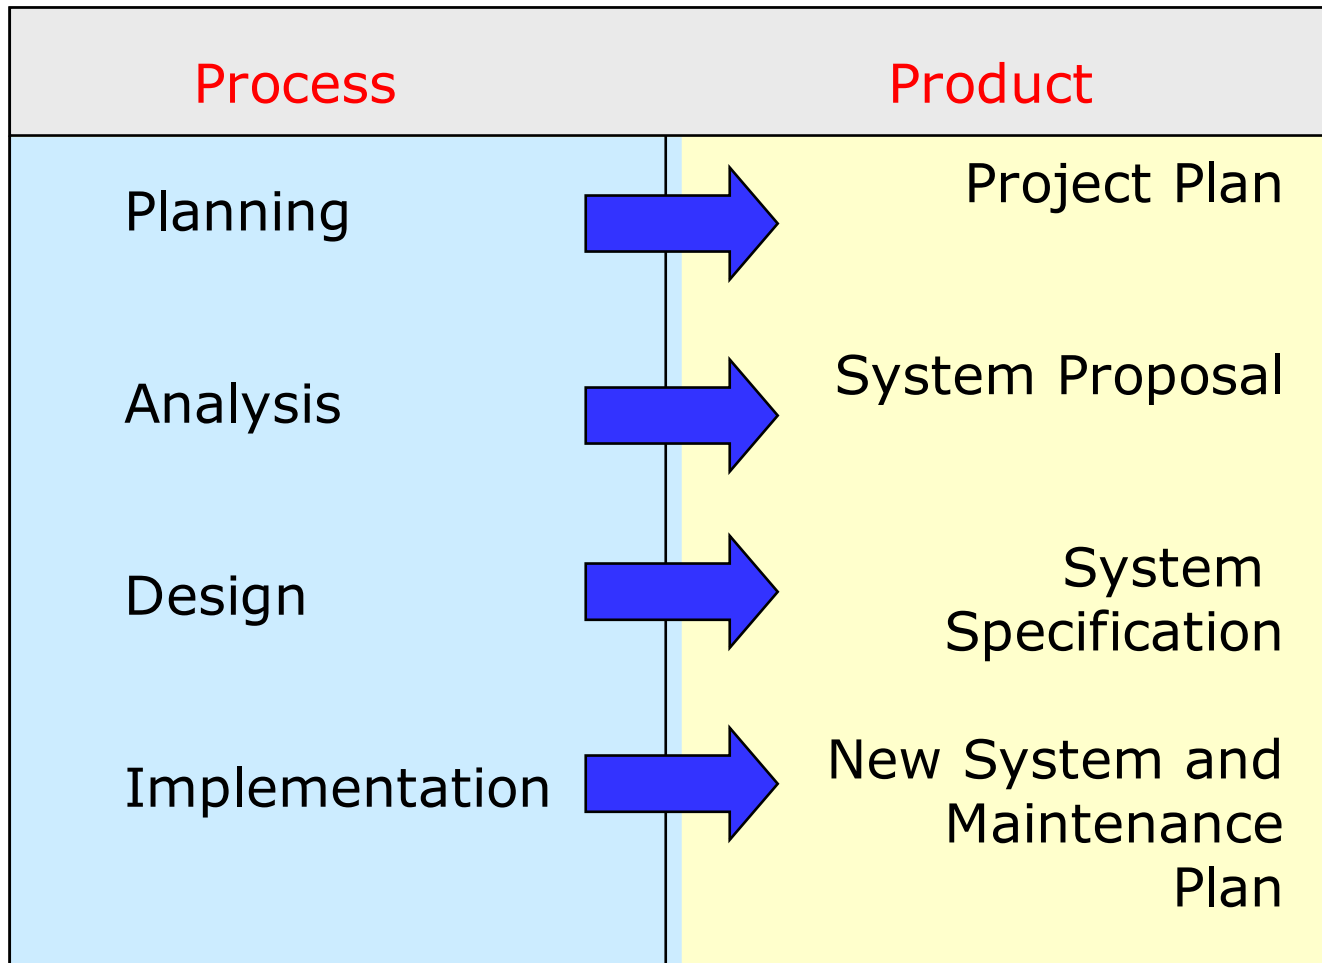 Process
Product
Planning
Project Plan
Analysis
System Proposal
Design
System
Specification
Implementation
New System and
Maintenance
Plan